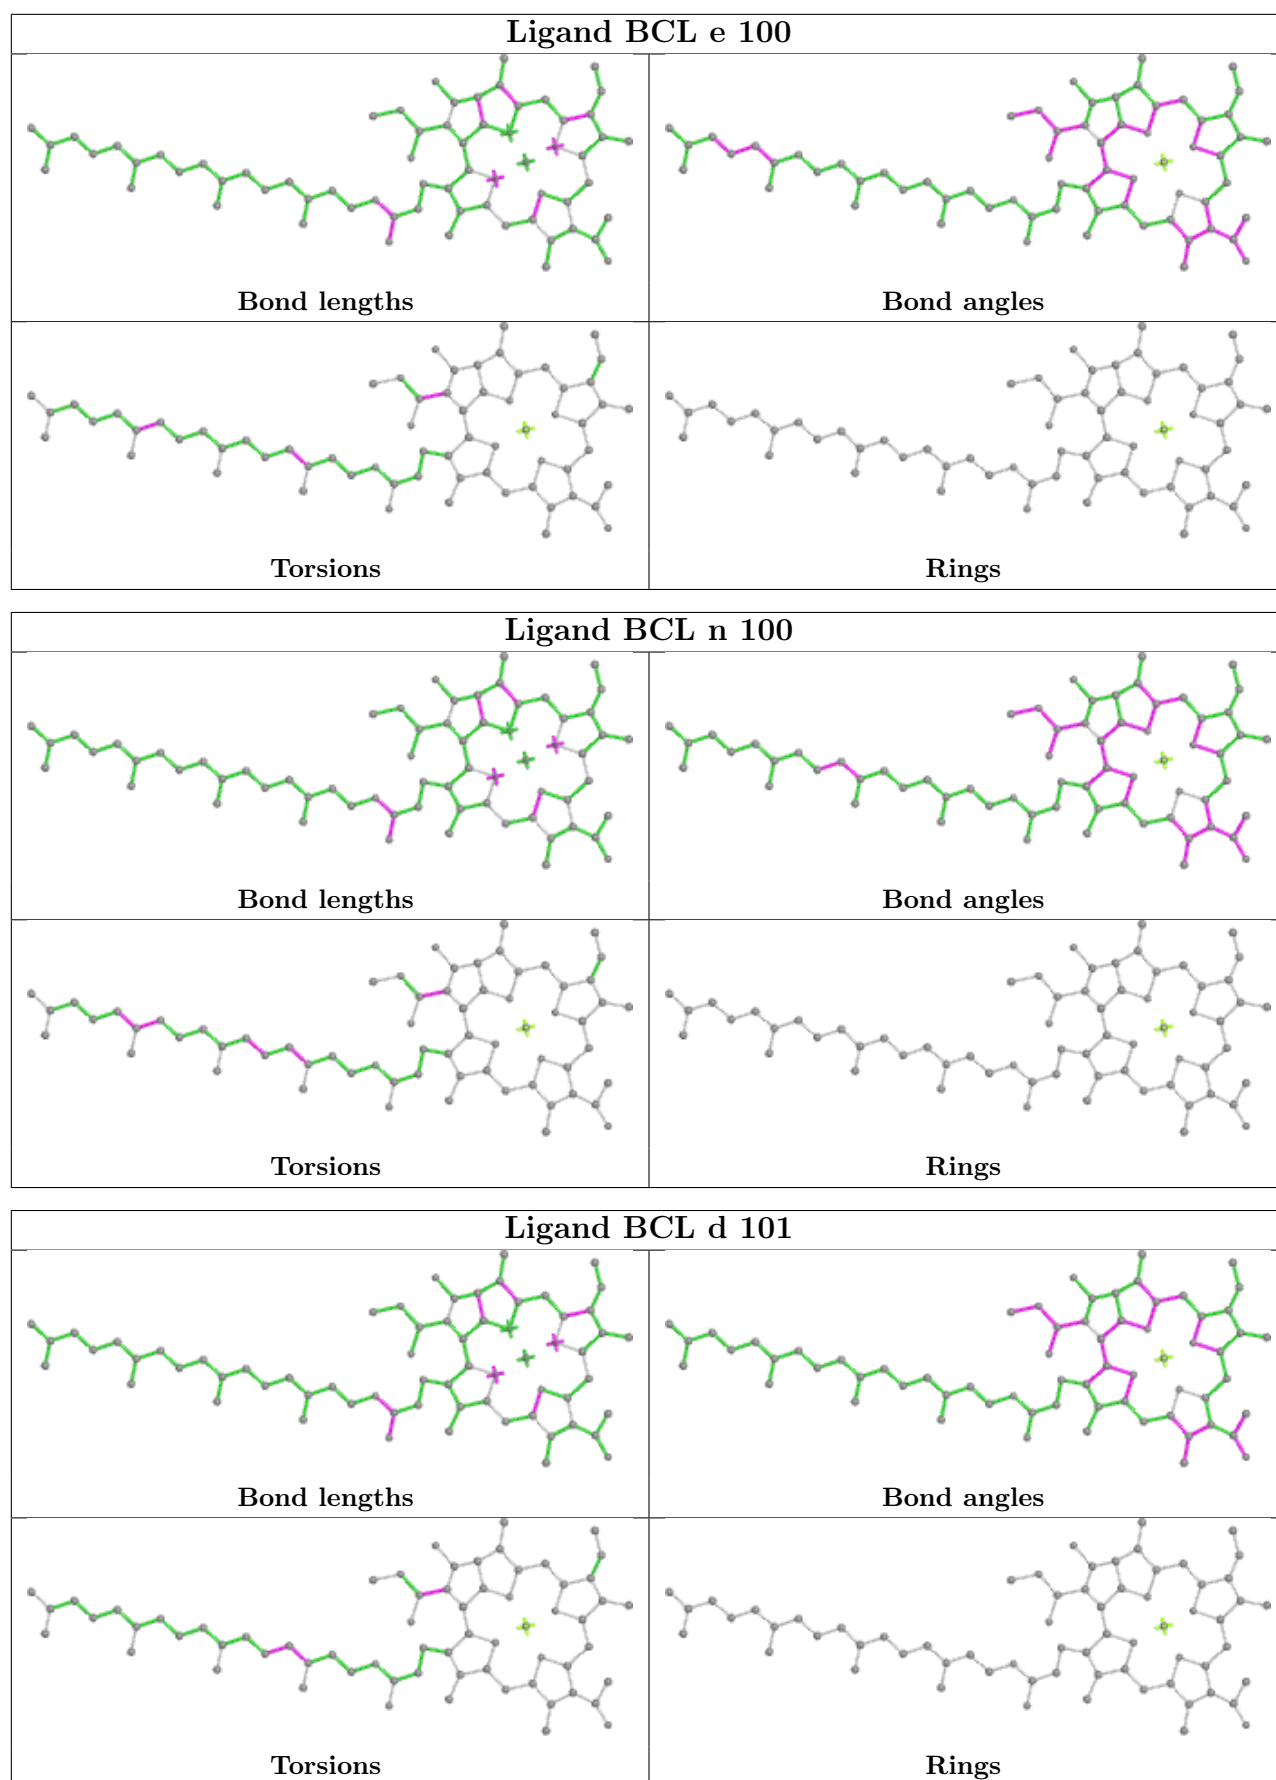 Ligand BCL e 100
Bond lengths
Bond angles
Torsions
Rings
Ligand BCL n 100
Bond lengths
Bond angles
Torsions
Rings
Ligand BCL d 101
Bond lengths
Bond angles
Torsions
Rings